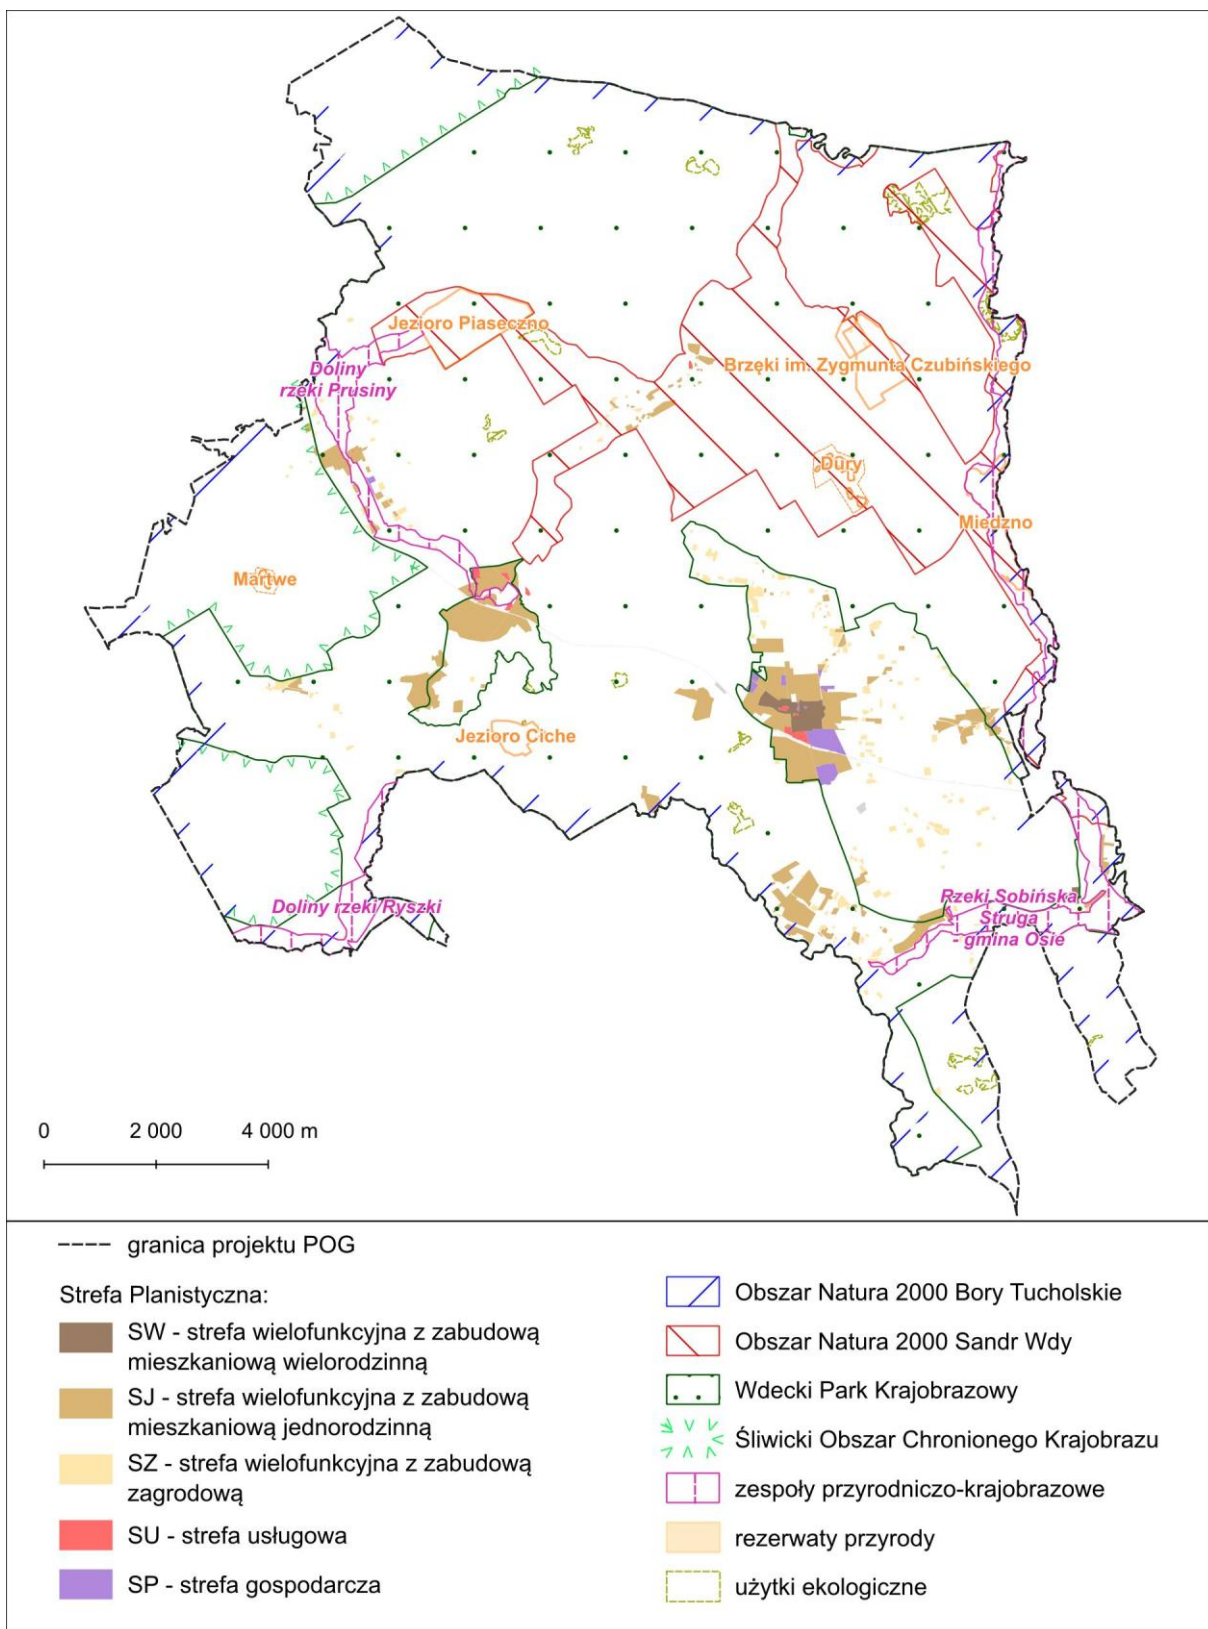 Jezioro Piaseczno
Doliny
rzeki Prusiny
Brzęki im. Zygmunta Czubińskiego
Dury
Miedzno
Martwe
Jezioro Ciche
Doliny rzeki Ryszki
Rzeki Sobińska
Struga
- gmina Osie
0 2 000 4 000 m
granica projektu POG
Strefa Planistyczna:
SW - strefa wielofunkcyjna z zabudową
mieszkaniową wielorodzinną
SJ - strefa wielofunkcyjna z zabudową
mieszkaniową jednorodzinną
SZ - strefa wielofunkcyjna z zabudową
zagrodową
SU - strefa usługowa
SP - strefa gospodarcza
Obszar Natura 2000 Bory Tucholskie
Obszar Natura 2000 Sandr Wdy
Wdecki Park Krajobrazowy
Śliwicki Obszar Chronionego Krajobrazu
zespoły przyrodniczo-krajobrazowe
rezerwaty przyrody
użytki ekologiczne